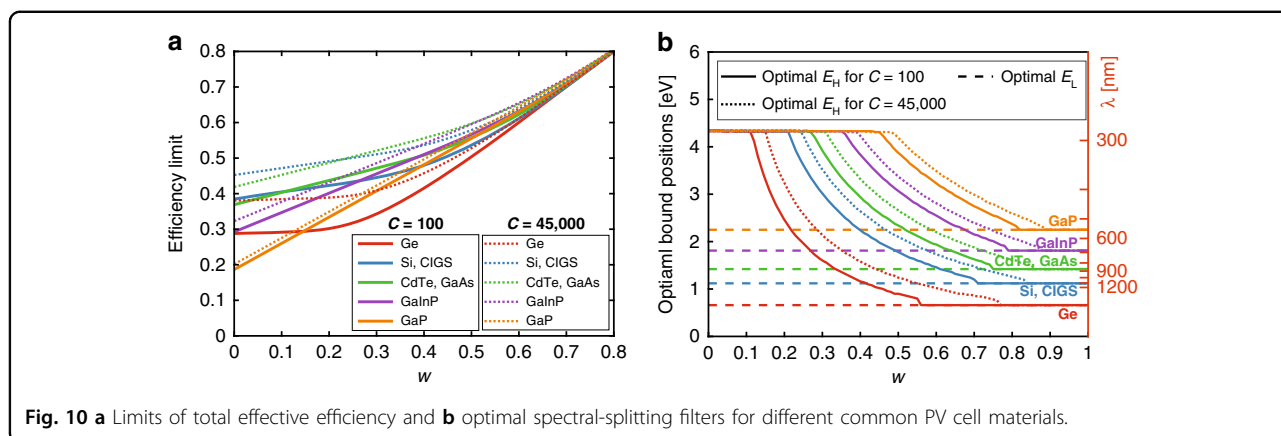 a
0.8
0.7
0.6
0.5
0.4
0.3
0.2
0.1
0
Efficiency limit
0 0.1 0.2 0.3 0.4 0.5 0.6 0.7 0.8
w
C = 100
Ge
Si, CIGS
CdTe, GaAs
GaInP
GaP
C = 45,000
Ge
Si, CIGS
CdTe, GaAs
GaInP
GaP
b
6
5
4
3
2
1
0
Optiaml bound positions [eV]
0 0.1 0.2 0.3 0.4 0.5 0.6 0.7 0.8 0.9 1
w
Optimal EH for C = 100
Optimal EL
Optimal EH for C = 45,000
GaP
GaInP
CdTe, GaAs
Si, CIGS
Ge
λ [nm]
300
600
900
1200
Fig. 10 a Limits of total effective efficiency and b optimal spectral-splitting filters for different common PV cell materials.